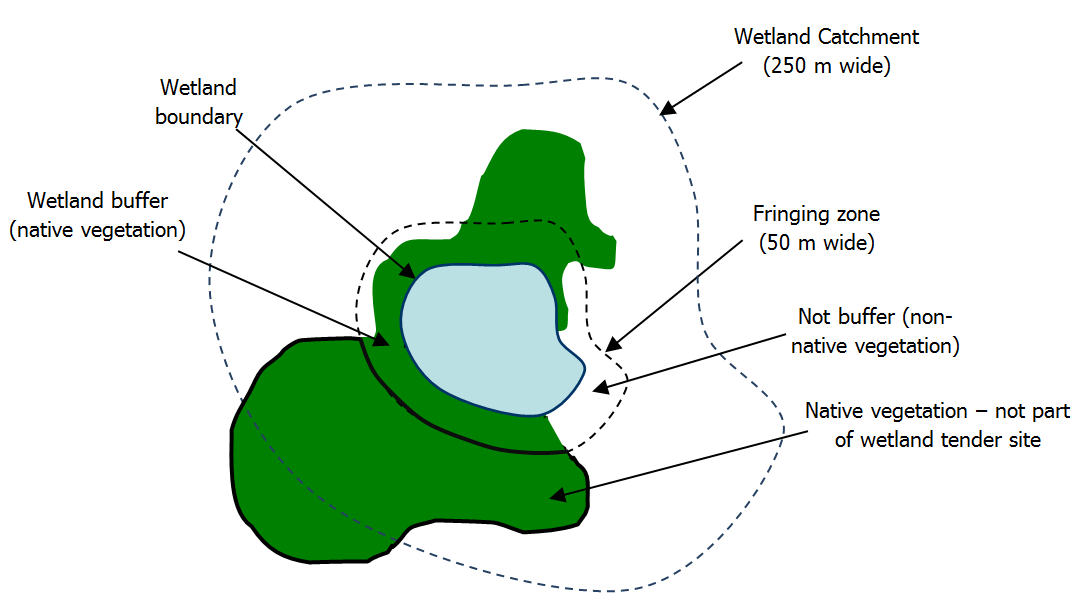 Wetland Catchment
(250 m wide)
Wetland
boundary
Wetland buffer
(native vegetation)
Fringing zone
(50 m wide)
Not buffer (non-
native vegetation)
Native vegetation – not part
of wetland tender site